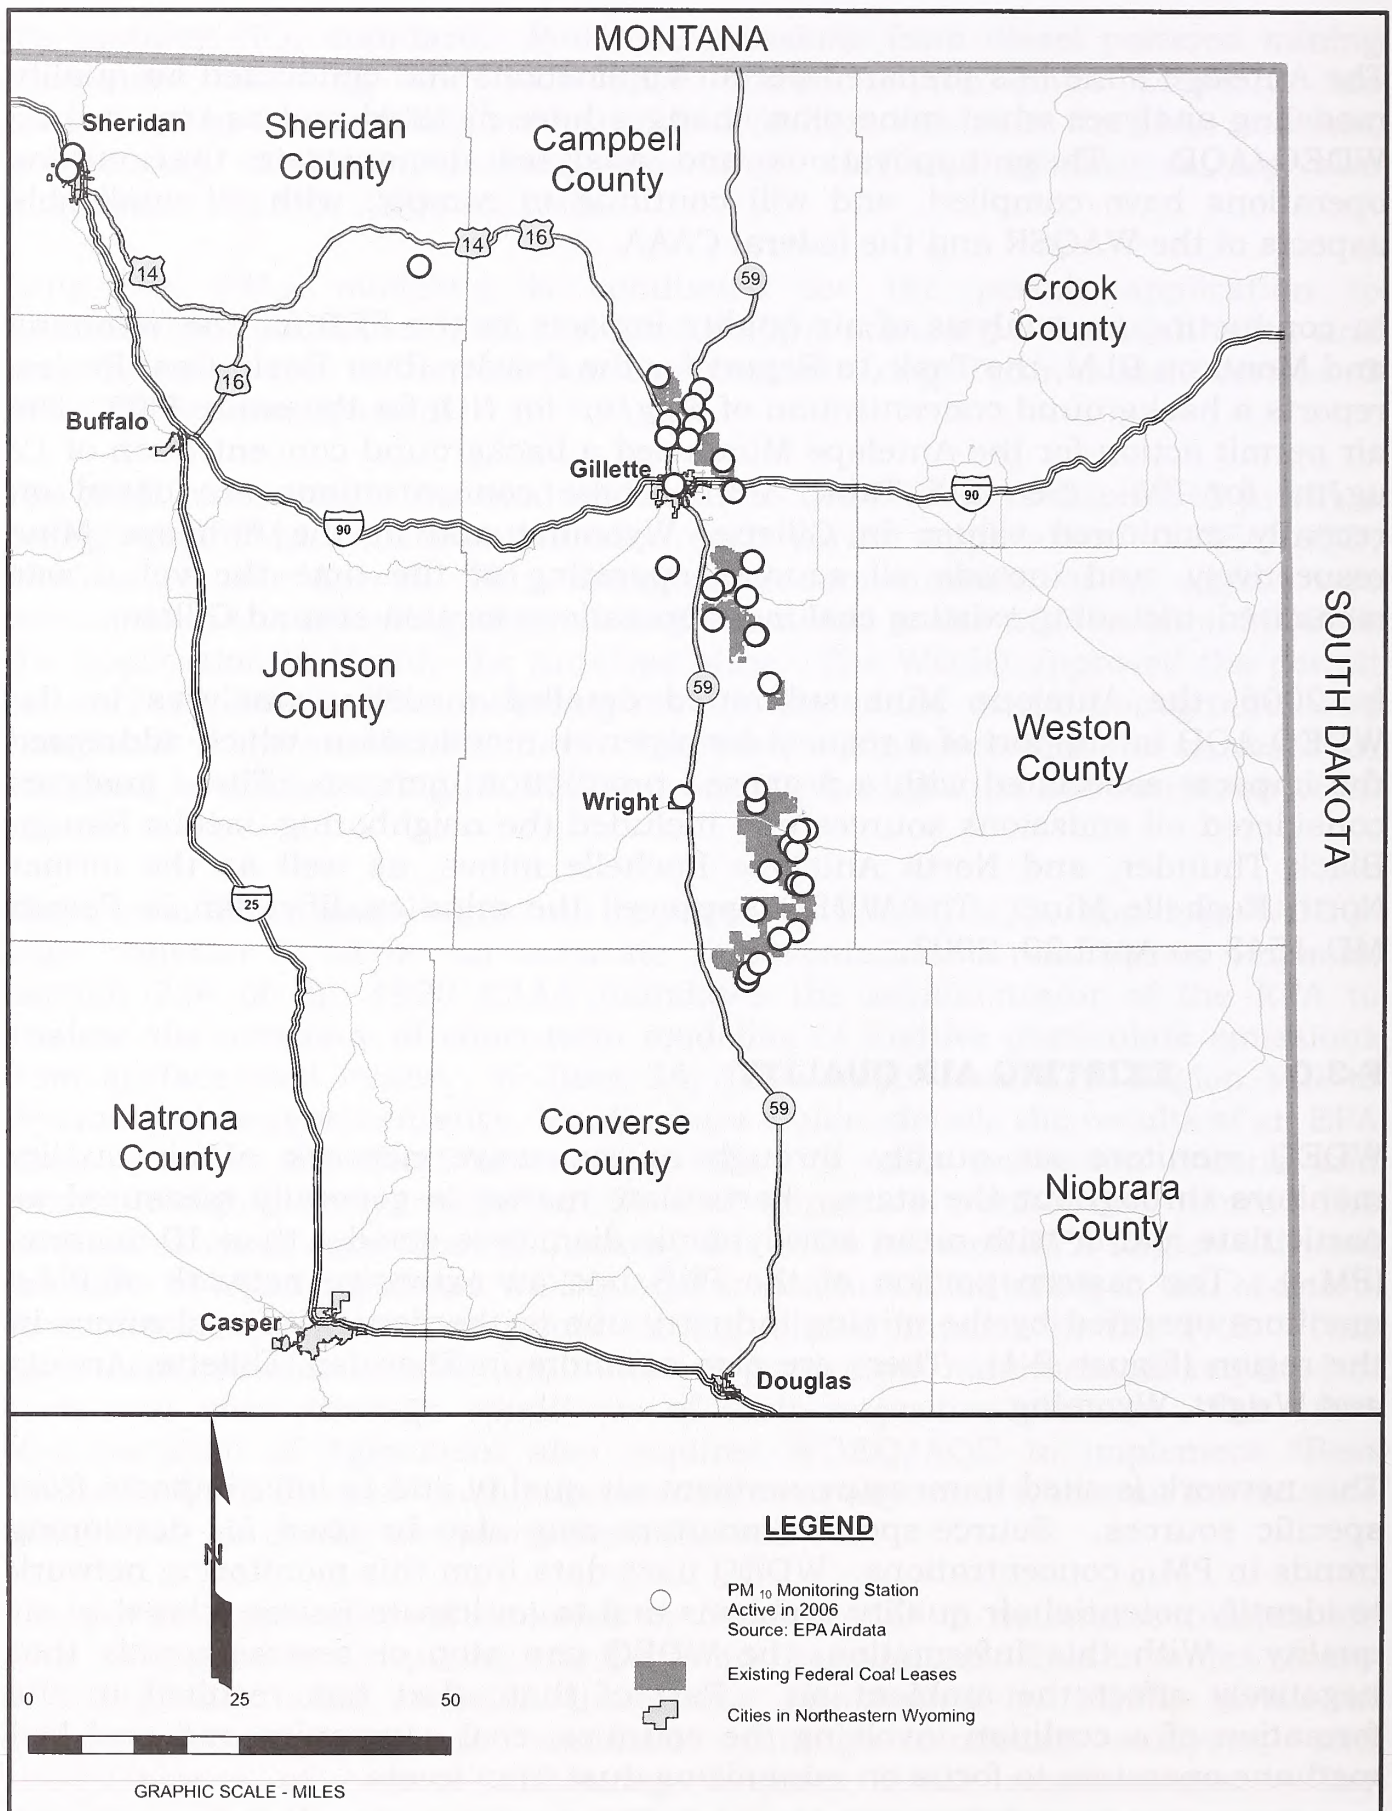 MONTANA
Sheridan
Sheridan
County
Campbell
County
14
16
14
59
Crook
County
16
Buffalo
Gillette
90
90
SOUTH DAKOTA
Johnson
County
59
Weston
County
Wright
25
Natrona
County
Converse
County
59
Niobrara
County
Casper
Douglas
N
LEGEND
PM 10 Monitoring Station
Active in 2006
Source: EPA Airdata
Existing Federal Coal Leases
Cities in Northeastern Wyoming
0 25 50
GRAPHIC SCALE - MILES